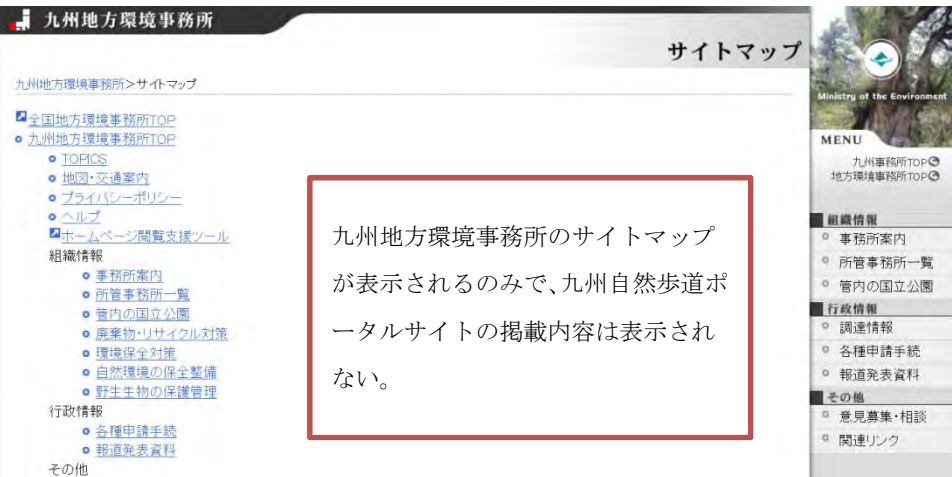 九州地方環境事務所
サイトマップ
九州地方環境事務所>サイトマップ
全国地方環境事務所TOP
九州地方環境事務所TOP
TOPICS
地図・交通案内
プライバシーポリシー
ヘルプ
ホームページ閲覧支援ツール
組織情報
事務所案内
所管事務所一覧
管内の国立公園
廃棄物・リサイクル対策
環境保全対策
自然環境の保全整備
野生生物の保護管理
行政情報
各種申請手続
報道発表資料
その他
九州地方環境事務所のサイトマップ
が表示されるのみで、九州自然歩道ポ
ータルサイトの掲載内容は表示され
ない。
Ministry of the Environment
MENU
九州事務所TOP
地方環境事務所TOP
組織情報
事務所案内
所管事務所一覧
管内の国立公園
行政情報
調達情報
各種申請手続
報道発表資料
その他
意見募集・相談
関連リンク